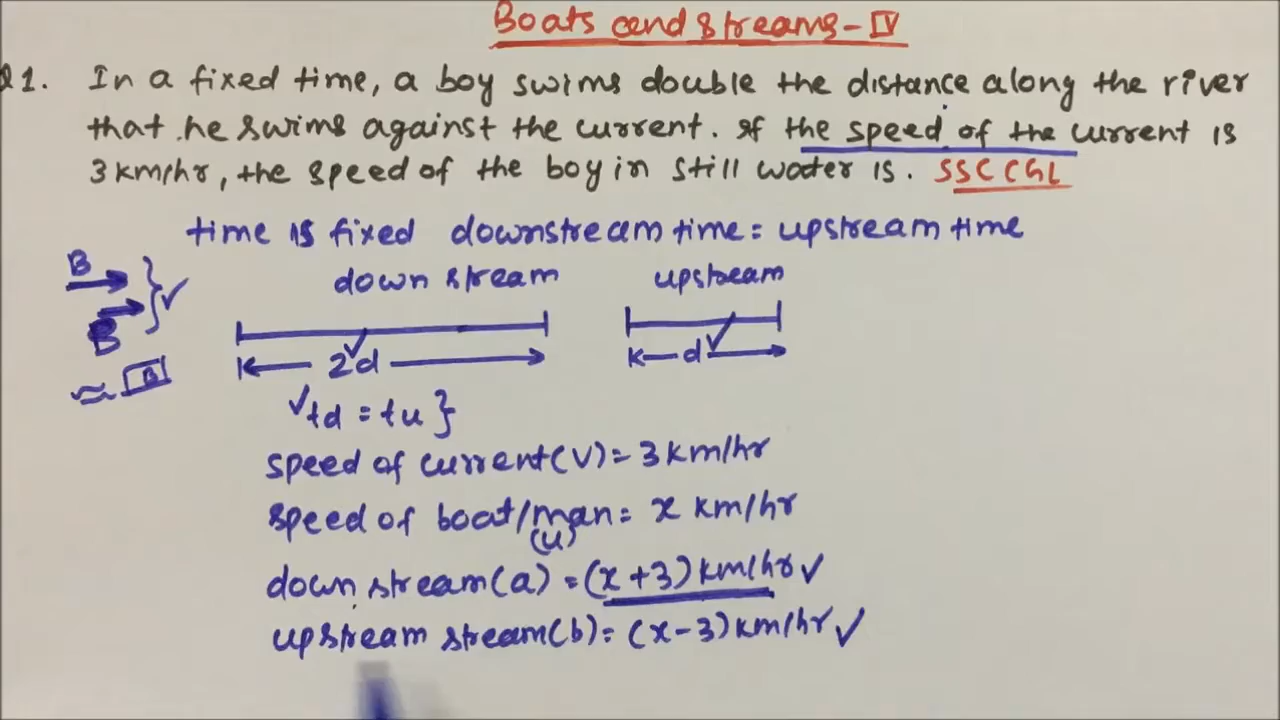 Boats and streams-IV
Q1. In a fixed time, a boy swims double the distance along the river
that he swims against the current. If the speed of the current is
3 km/hr, the speed of the boy in still water is. SSC CGL
time is fixed downstream time = upstream time
B
down stream
upstream
B
2d
d
B
td = tu }
speed of current(V) = 3 km/hr
speed of boat/man = x km/hr
(u)
down stream(a) = (x+3) km/hr
upstream stream(b) = (x-3) km/hr